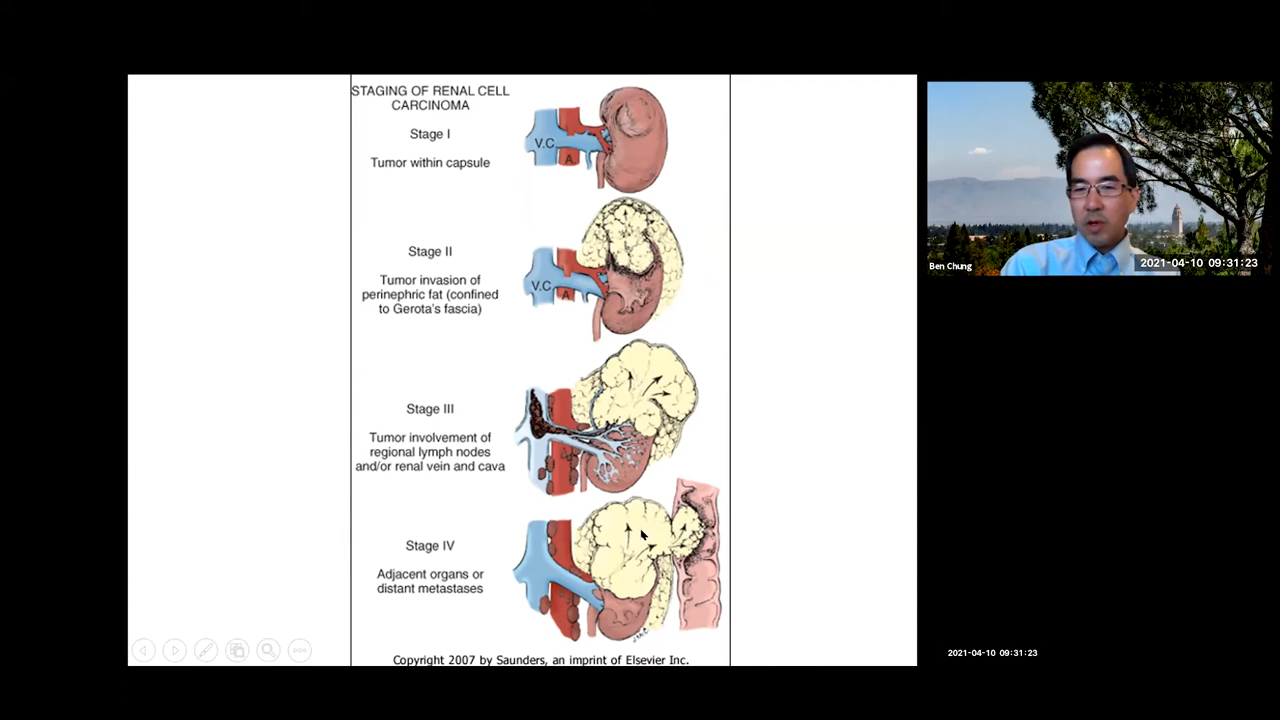 STAGING OF RENAL CELL
CARCINOMA
Stage I
Tumor within capsule
V.C.
A.
Stage II
Tumor invasion of
perinephric fat (confined
to Gerota's fascia)
V.C
A
Stage III
Tumor involvement of
regional lymph nodes
and/or renal vein and cava
Stage IV
Adjacent organs or
distant metastases
Copyright 2007 by Saunders, an imprint of Elsevier Inc.
Ben Chung
2021-04-10 09:31:23
2021-04-10 09:31:23